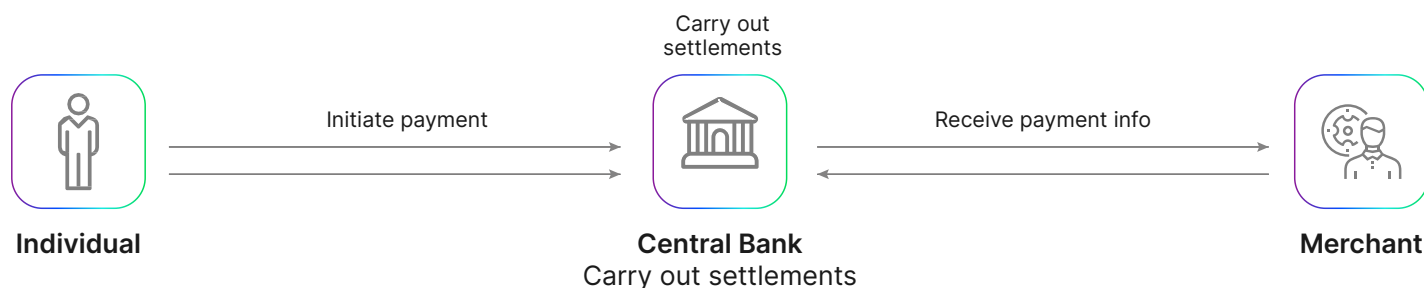 Carry out
settlements
Initiate payment
Receive payment info
Individual
Central Bank
Merchant
Carry out settlements